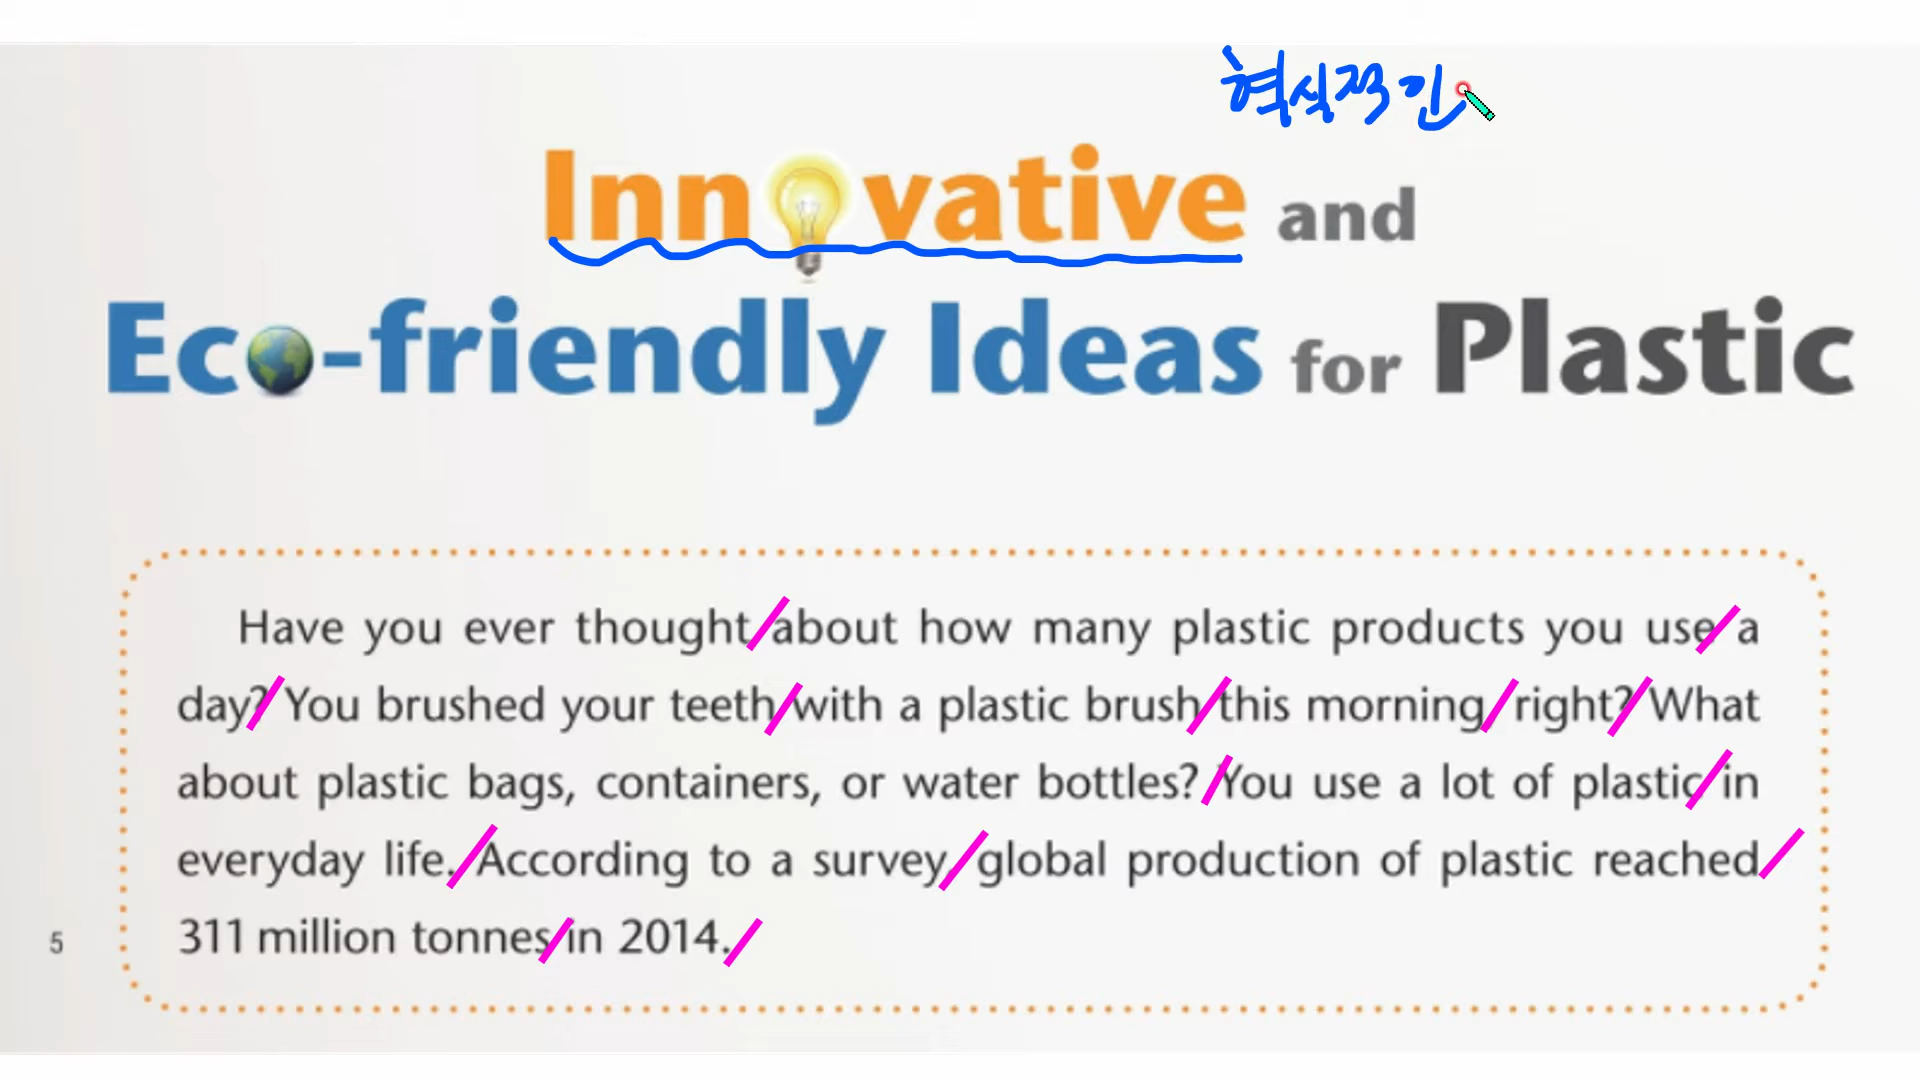 혁식적인
Innovative and
Eco-friendly Ideas for Plastic
Have you ever thought about how many plastic products you use a
day? You brushed your teeth with a plastic brush this morning, right? What
about plastic bags, containers, or water bottles? You use a lot of plastic in
everyday life. According to a survey, global production of plastic reached
5 311 million tonnes in 2014.